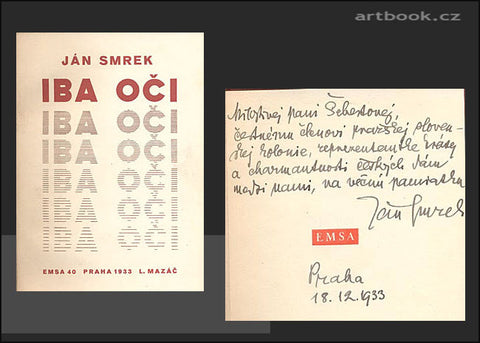 artbook.cz
JÁN SMREK
IBA OČI
IBA OČI
IBA OČI
IBA OČI
IBA OČI
IBA OČI
IBA OČI
EMSA 40 PRAHA 1933 L. MAZÁČ
Milostivej pani Šebestovej,
čestnému členovi pražskej sloven-
skej kolonie, reprezentantke krásy
a charmantnosti českých dám
medzi nami, na večnú pamiatku
Ján Smrek
EMSA
Praha
18.12.1933